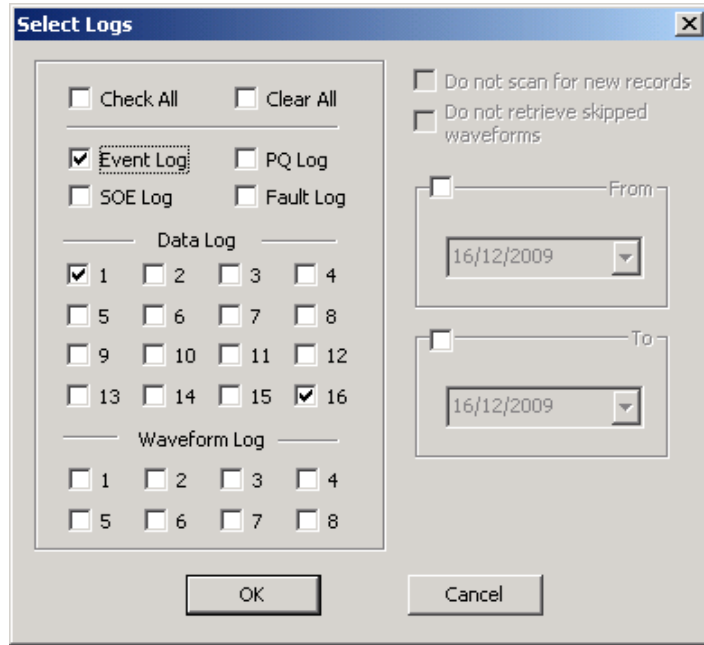 Select Logs
Check All Clear All
Event Log PQ Log
SOE Log Fault Log
Data Log
1 2 3 4
5 6 7 8
9 10 11 12
13 14 15 16
Waveform Log
1 2 3 4
5 6 7 8
Do not scan for new records
Do not retrieve skipped
waveforms
From
16/12/2009
To
16/12/2009
OK Cancel